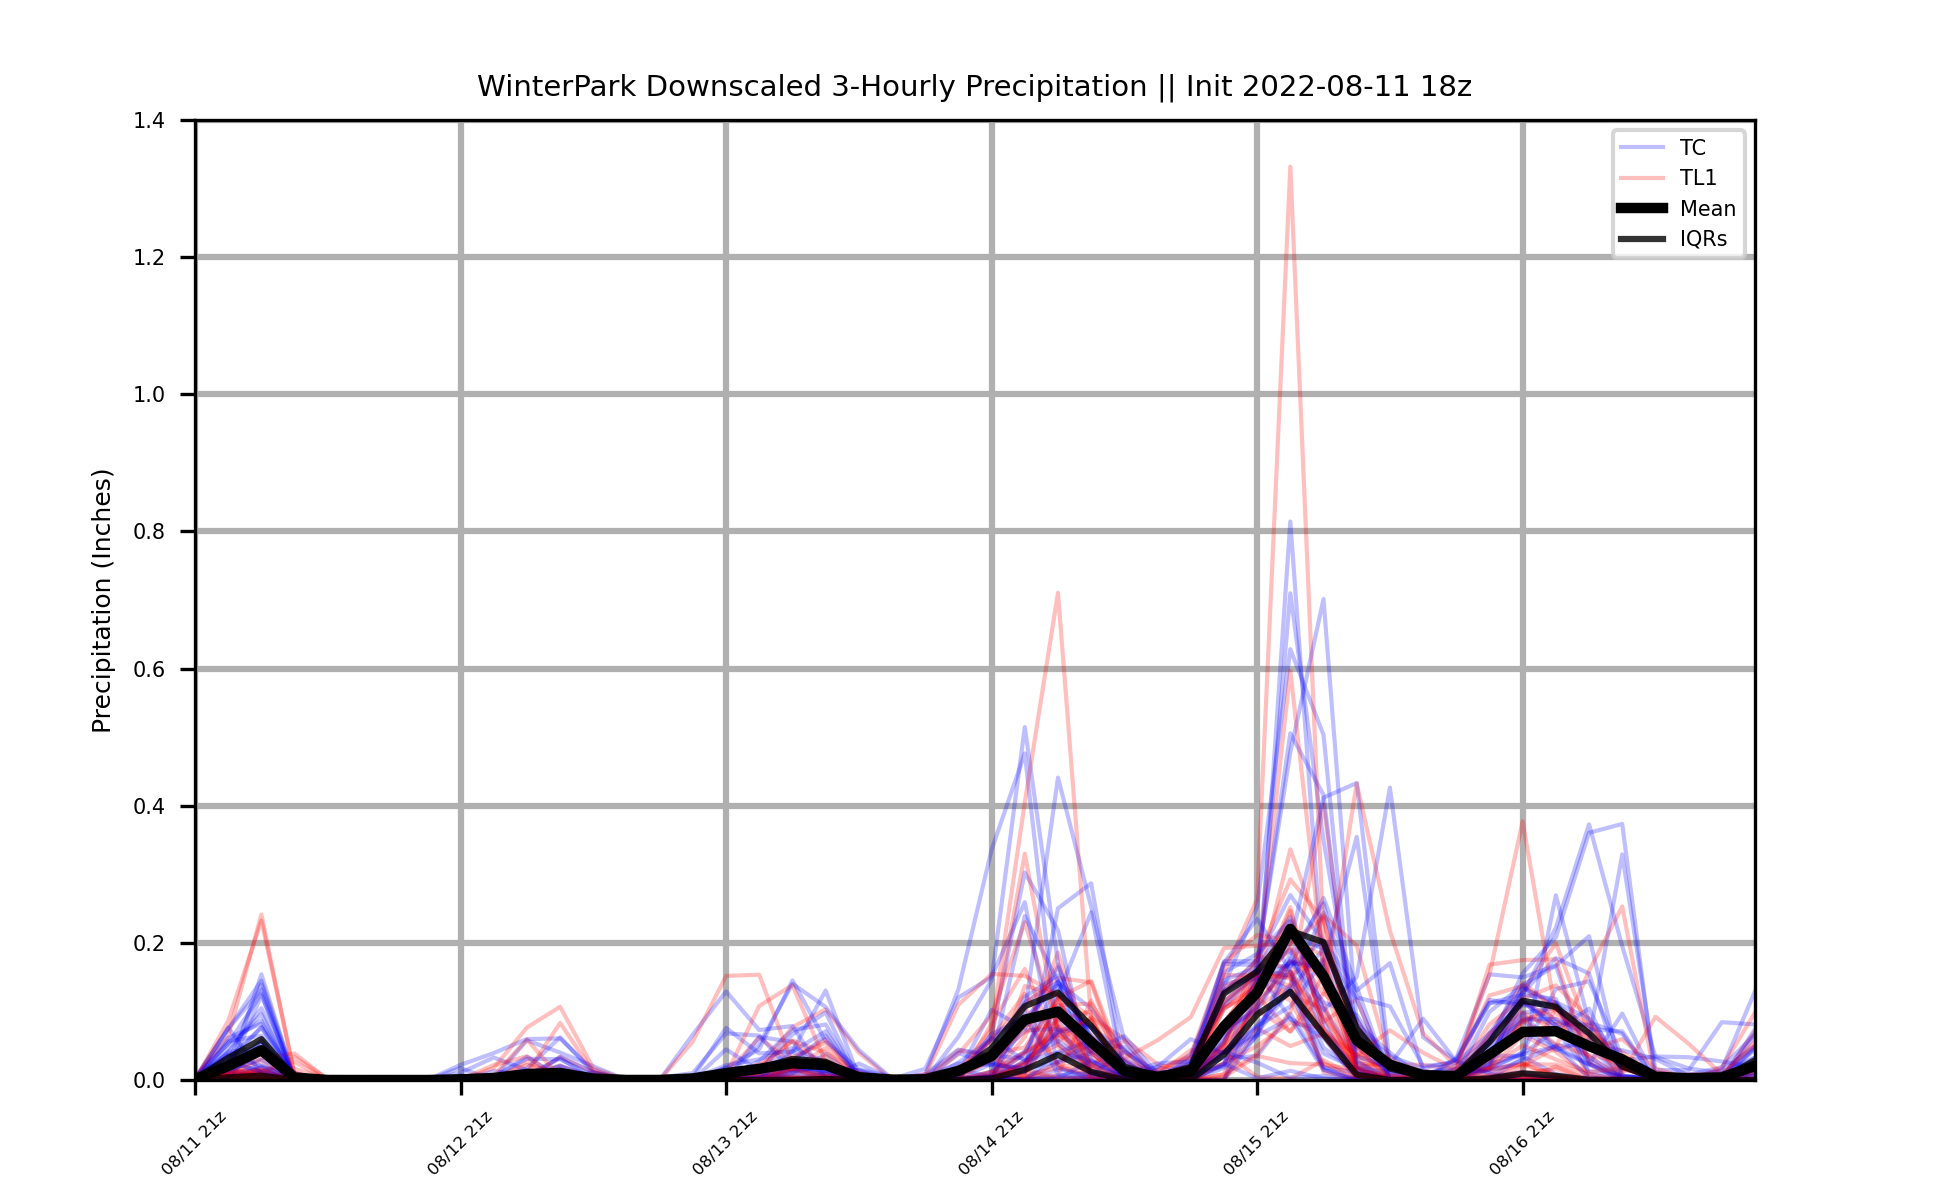 WinterPark Downscaled 3-Hourly Precipitation || Init 2022-08-11 18z
TC
TL1
Mean
IQRs
Precipitation (Inches)
1.4
1.2
1.0
0.8
0.6
0.4
0.2
0.0
08/11 21z
08/12 21z
08/13 21z
08/14 21z
08/15 21z
08/16 21z